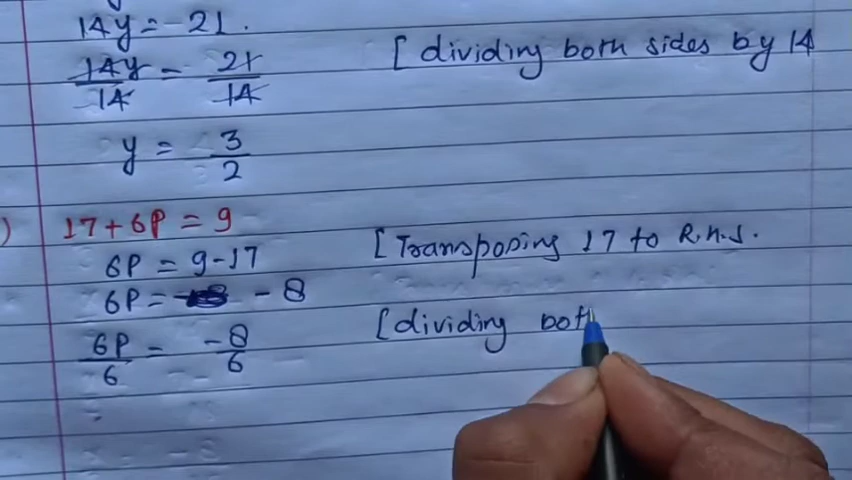 14y = -21. [dividing both sides by 14
14y/14 = 21/14
y = 3/2
) 17+6P = 9
6P = 9-17 [Transposing 17 to R.H.S.
6P = - 8
6P/6 = -8/6 [dividing both
=